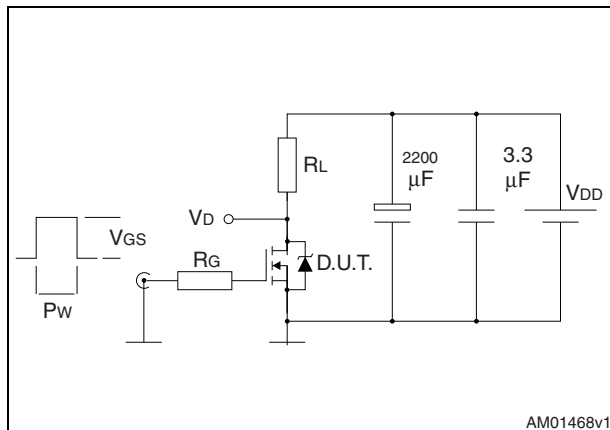 RL
2200
μF
3.3
μF
VDD
VD
VGS
RG
D.U.T.
PW
AM01468v1